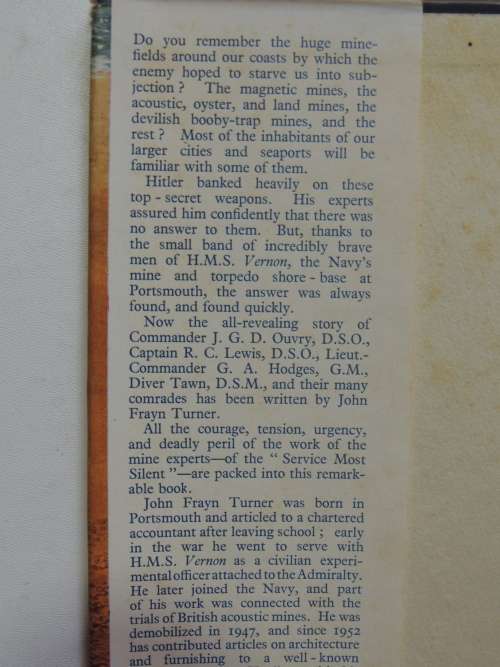 Do you remember the huge mine-
fields around our coasts by which the
enemy hoped to starve us into sub-
jection ? The magnetic mines, the
acoustic, oyster, and land mines, the
devilish booby-trap mines, and the
rest ? Most of the inhabitants of our
larger cities and seaports will be
familiar with some of them.
Hitler banked heavily on these
top - secret weapons. His experts
assured him confidently that there was
no answer to them. But, thanks to
the small band of incredibly brave
men of H.M.S. Vernon, the Navy's
mine and torpedo shore - base at
Portsmouth, the answer was always
found, and found quickly.
Now the all-revealing story of
Commander J. G. D. Ouvry, D.S.O.,
Captain R. C. Lewis, D.S.O., Lieut.-
Commander G. A. Hodges, G.M.,
Diver Tawn, D.S.M., and their many
comrades has been written by John
Frayn Turner.
All the courage, tension, urgency,
and deadly peril of the work of the
mine experts—of the “ Service Most
Silent ”—are packed into this remark-
able book.
John Frayn Turner was born in
Portsmouth and articled to a chartered
accountant after leaving school ; early
in the war he went to serve with
H.M.S. Vernon as a civilian experi-
mental officer attached to the Admiralty.
He later joined the Navy, and part
of his work was connected with the
trials of British acoustic mines. He was
demobilized in 1947, and since 1952
has contributed articles on architecture
and furnishing to a well - known